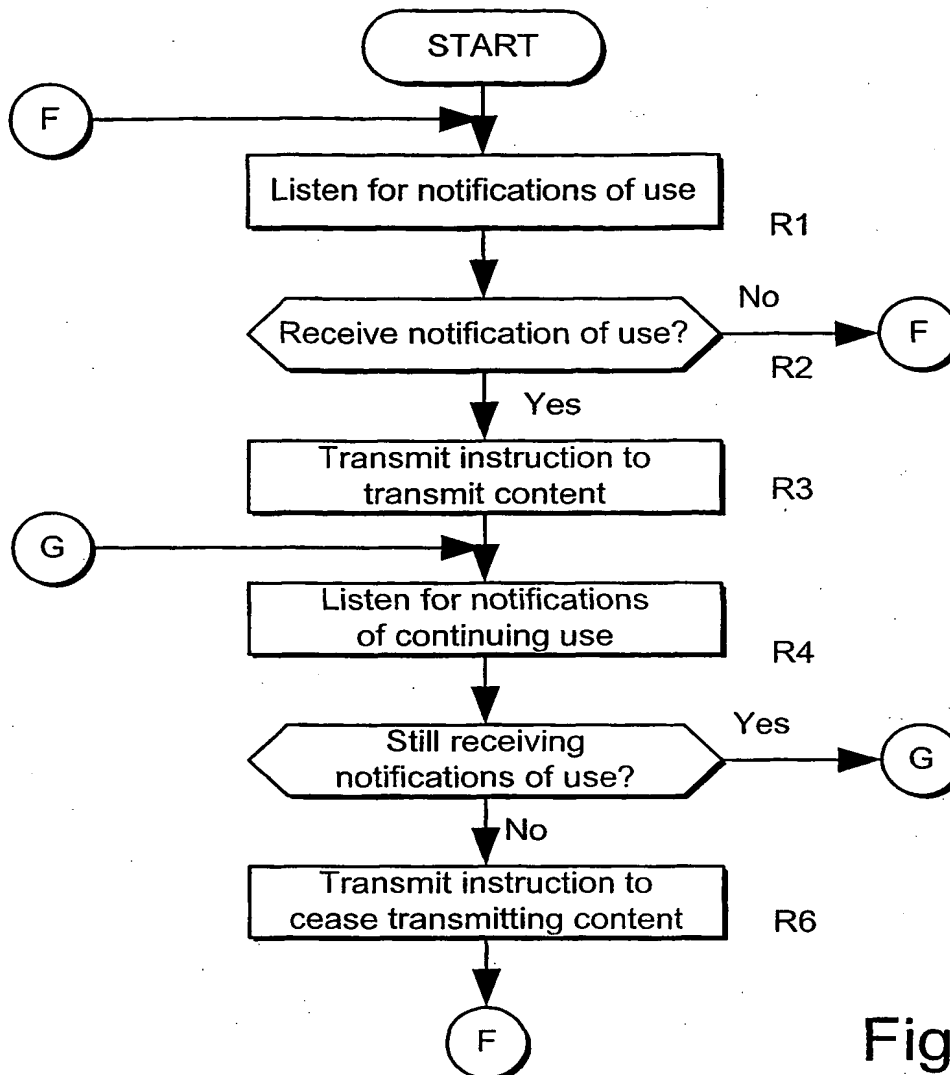 START
F
Listen for notifications of use
R1
No
Receive notification of use?
F
R2
Yes
Transmit instruction to
transmit content
R3
G
Listen for notifications
of continuing use
R4
Yes
Still receiving
notifications of use?
G
No
Transmit instruction to
cease transmitting content
R6
F
Fig